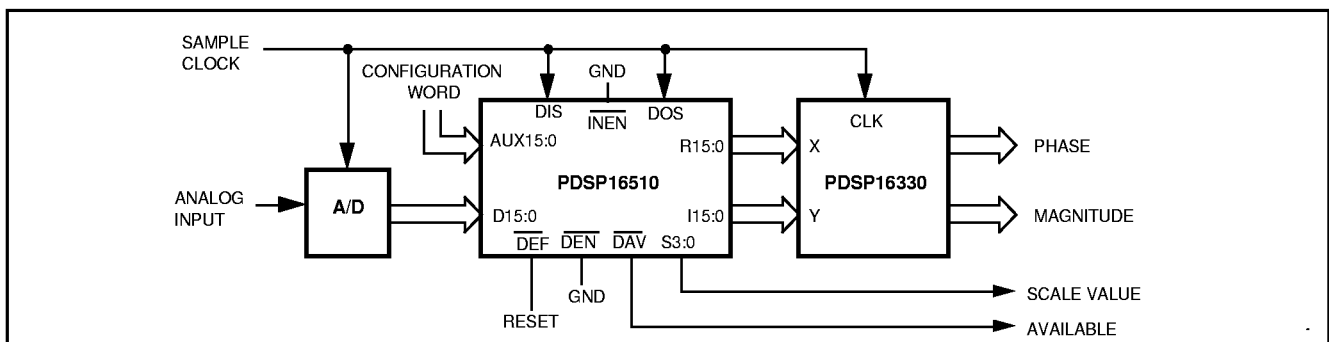 SAMPLE
CLOCK
CONFIGURATION
WORD
GND
DIS
INEN
DOS
CLK
AUX15:0
R15:0
X
PHASE
PDSP16510
PDSP16330
ANALOG
INPUT
A/D
D15:0
I15:0
Y
MAGNITUDE
DEF
DEN
DAV
S3:0
GND
RESET
SCALE VALUE
AVAILABLE